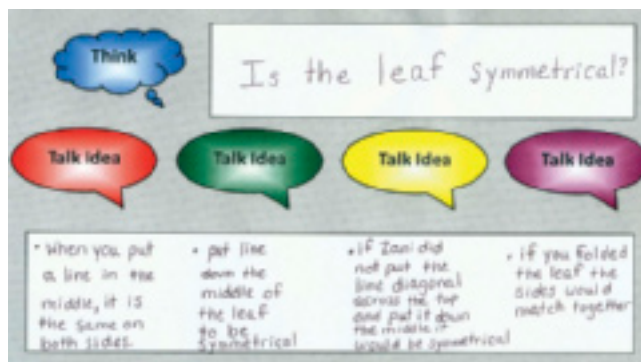 Think
Is the leaf symmetrical?
Talk idea
Talk Idea
Talk Idea
Talk Idea
• When you put
a line in the
middle, it is
the same on
both sides.
• put line
down the
middle of
the leaf
to be
symmetrical
• if Zani did
not put the
line diagonal
across the top
and put it down
the middle it
would be symmetrical
• if you folded
the leaf the
sides would
match together